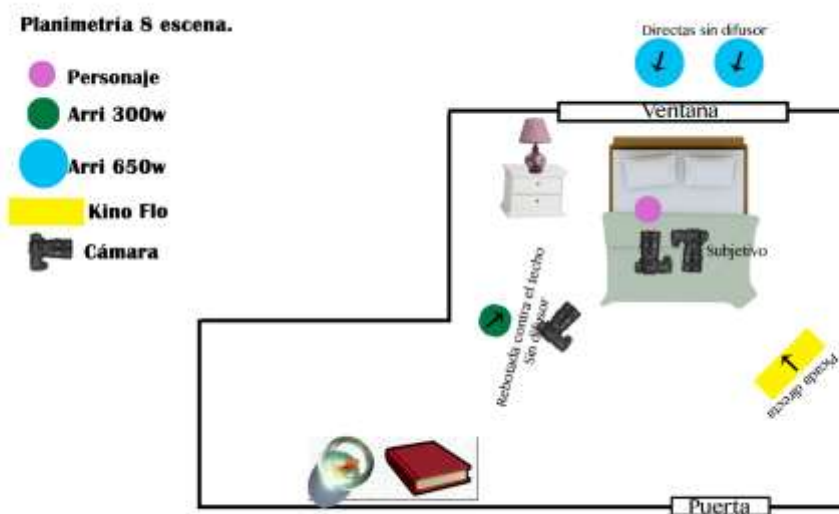 Planimetría 8 escena.
Personaje
Arri 300w
Arri 650w
Kino Flo
Cámara
Directas sin difusor
Ventana
Subjetivo
Rebotada contra el techo
Sin difusor
Picada directa
Puerta